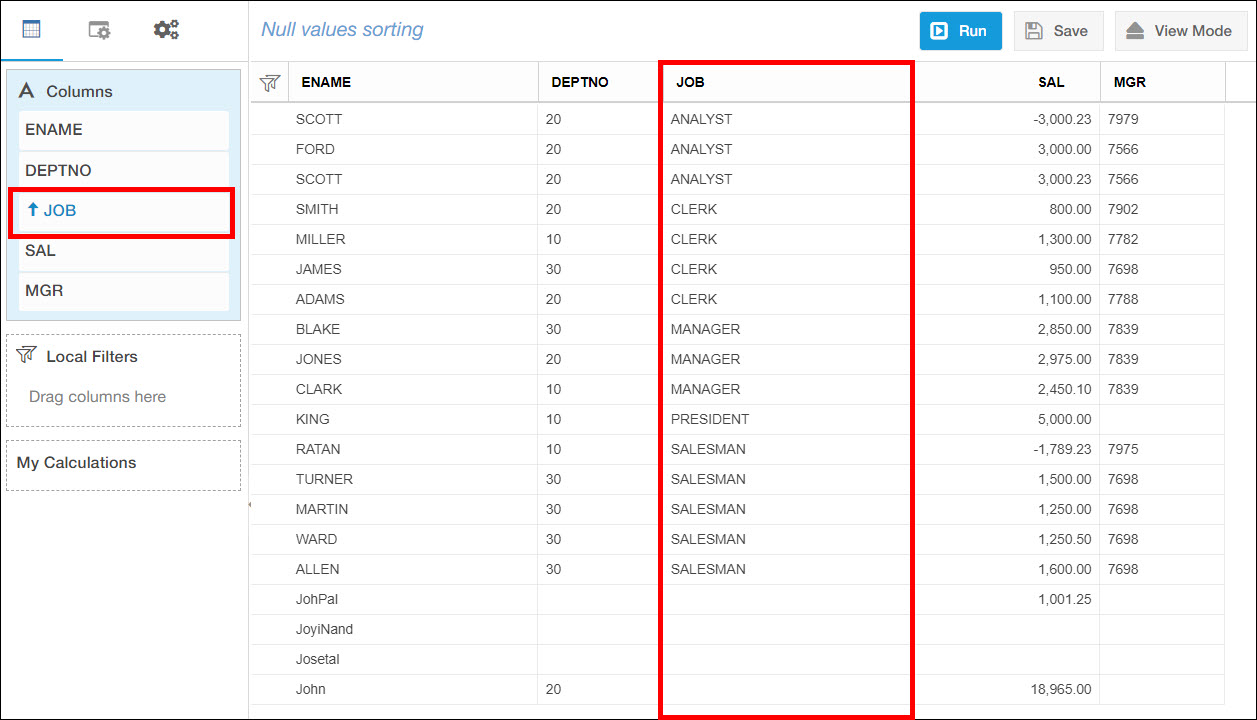 Null values sorting
Run Save View Mode
Columns
ENAME
DEPTNO
JOB
SAL
MGR
Local Filters
Drag columns here
My Calculations
ENAME DEPTNO JOB SAL MGR
SCOTT 20 ANALYST -3,000.23 7979
FORD 20 ANALYST 3,000.00 7566
SCOTT 20 ANALYST 3,000.23 7566
SMITH 20 CLERK 800.00 7902
MILLER 10 CLERK 1,300.00 7782
JAMES 30 CLERK 950.00 7698
ADAMS 20 CLERK 1,100.00 7788
BLAKE 30 MANAGER 2,850.00 7839
JONES 20 MANAGER 2,975.00 7839
CLARK 10 MANAGER 2,450.10 7839
KING 10 PRESIDENT 5,000.00
RATAN 10 SALESMAN -1,789.23 7975
TURNER 30 SALESMAN 1,500.00 7698
MARTIN 30 SALESMAN 1,250.00 7698
WARD 30 SALESMAN 1,250.50 7698
ALLEN 30 SALESMAN 1,600.00 7698
JohPal 1,001.25
JoyiNand
Josetal
John 20 18,965.00